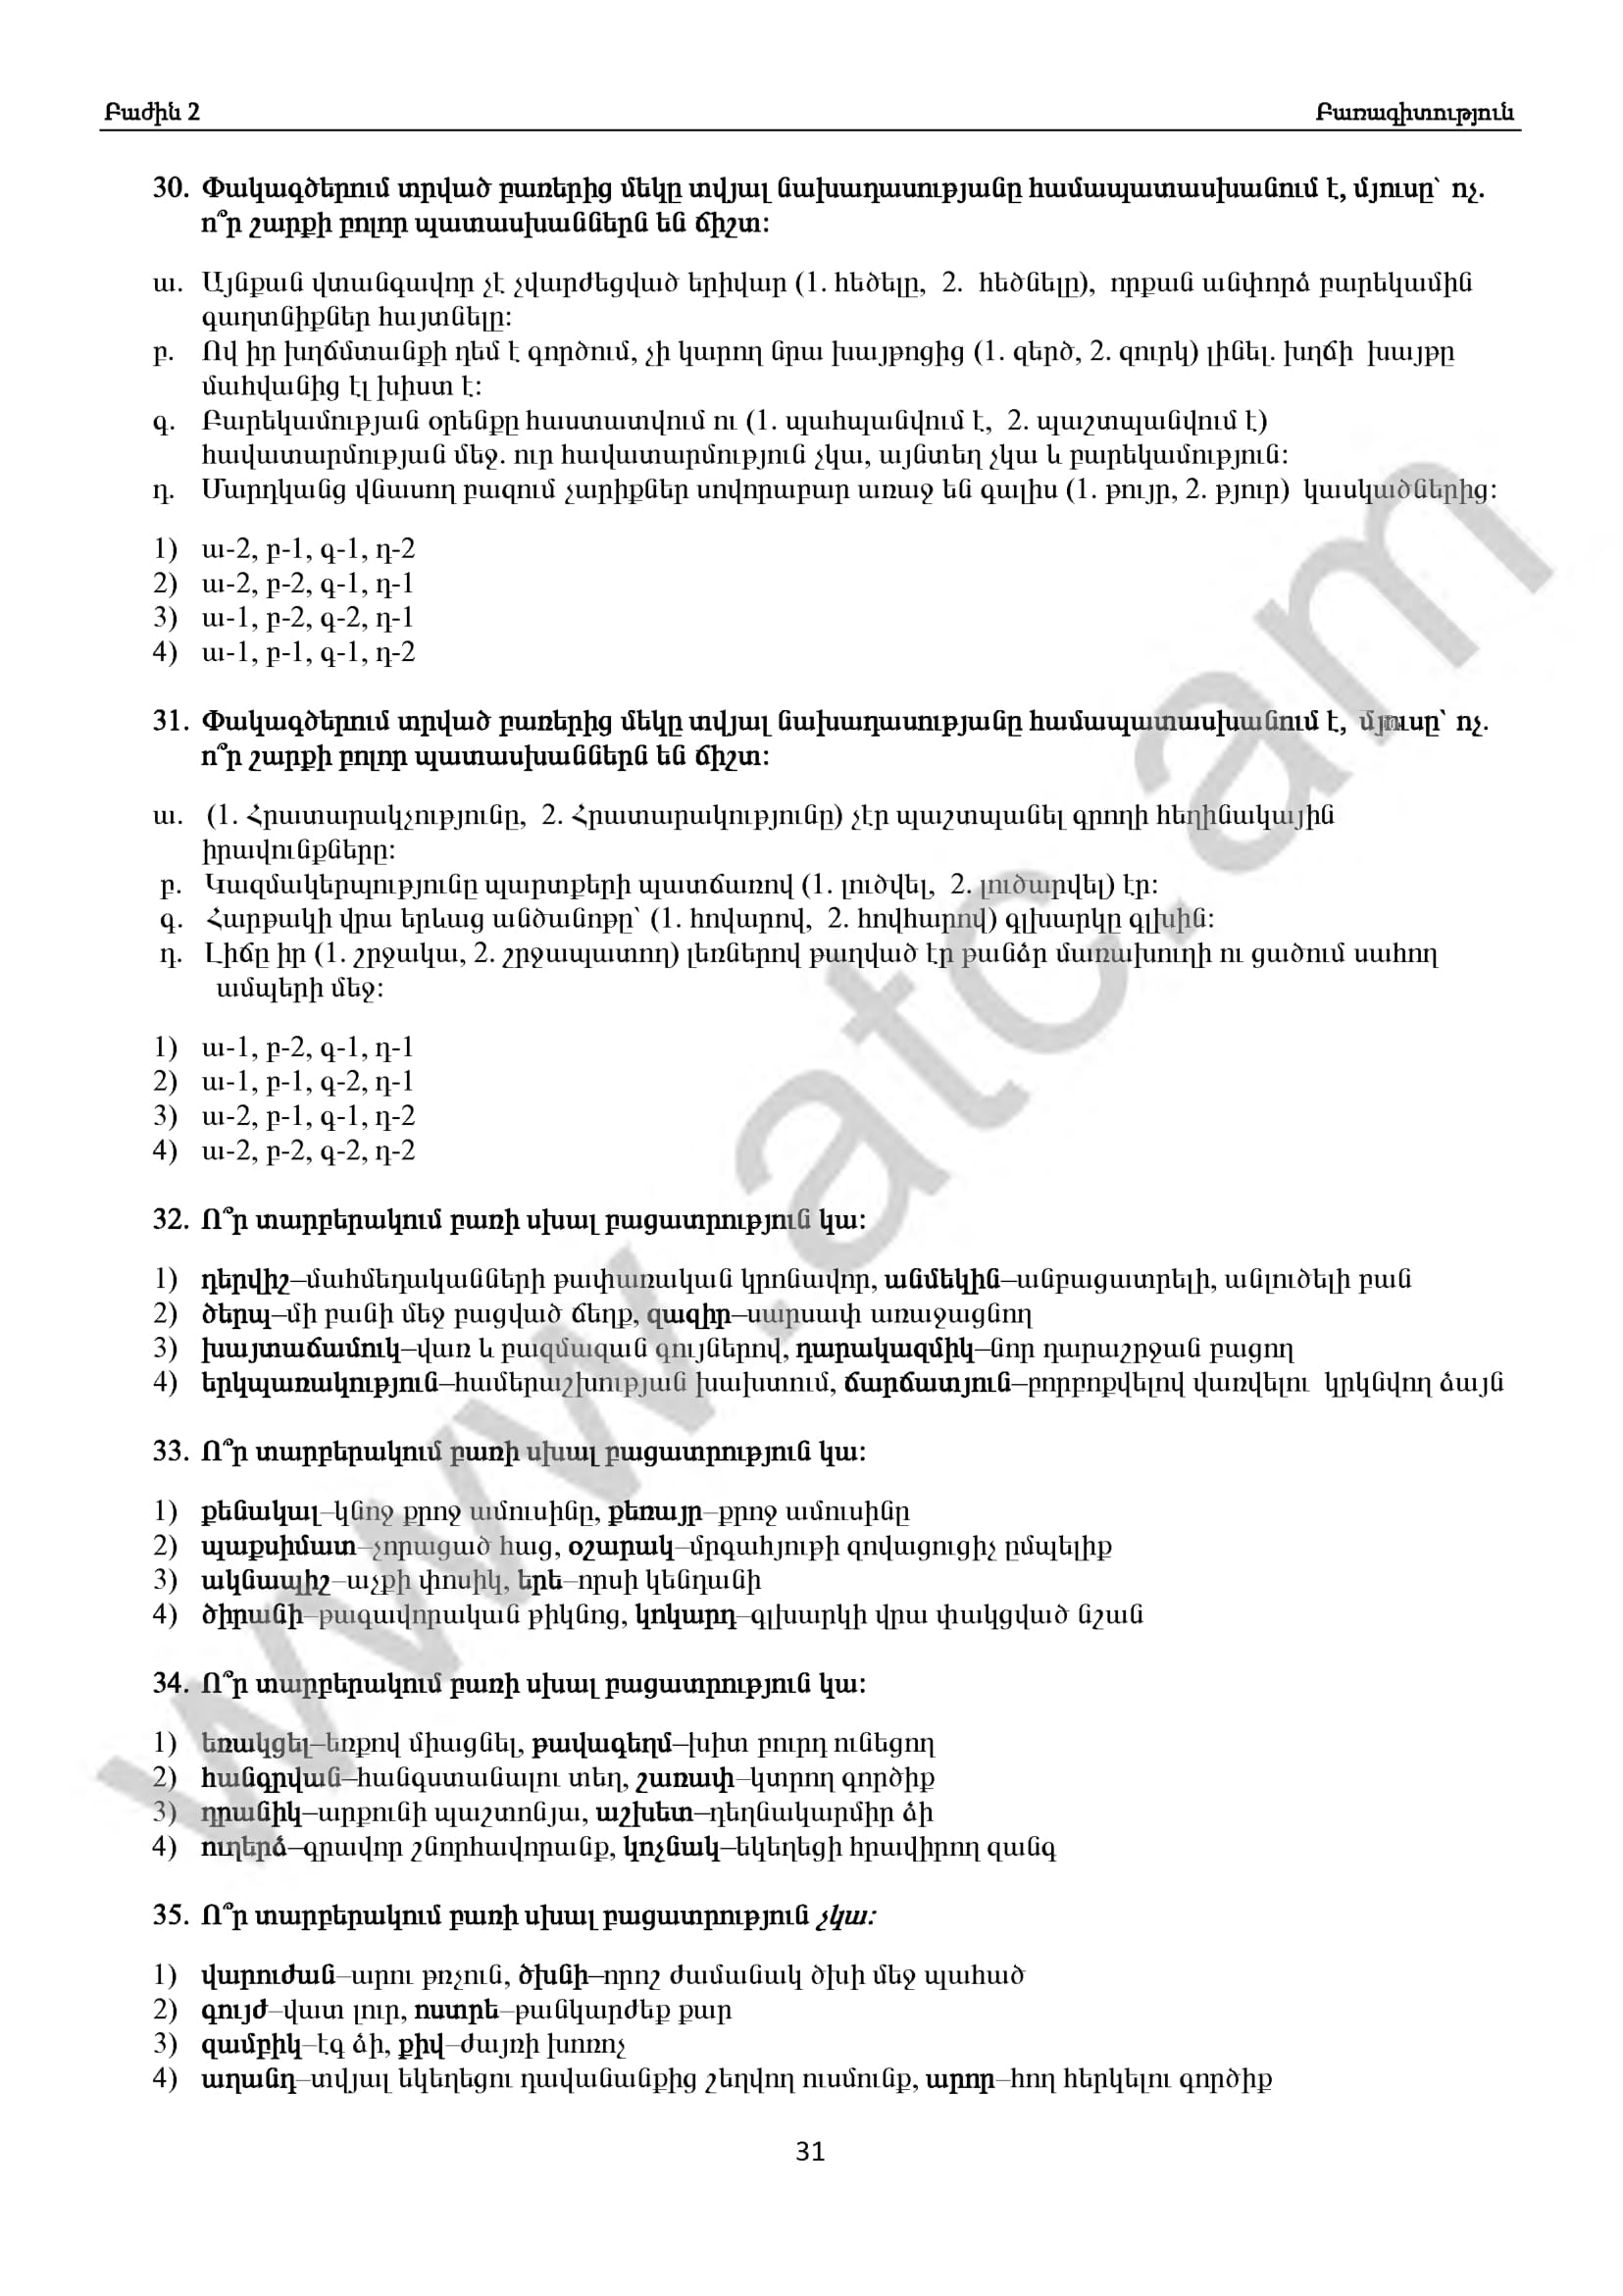 Բաժին 2 Բառագիտություն
30. Փակագծերում տրված բառերից մեկը տվյալ նախադասությանը համապատասխանում է, մյուսը՝ ոչ.
ո՞ր շարքի բոլոր պատասխաններն են ճիշտ:
ա. Այնքան վտանգավոր չէ չվարժեցված երիվար (1. հեծելը, 2. հեծնելը), որքան անփորձ բարեկամին
գաղտնիքներ հայտնելը:
բ. Ով իր խղճմտանքի դեմ է գործում, չի կարող նրա խայթոցից (1. զերծ, 2. զուրկ) լինել. խղճի խայթը
մահվանից էլ խիստ է:
գ. Բարեկամության օրենքը հաստատվում ու (1. պահպանվում է, 2. պաշտպանվում է)
հավատարմության մեջ. ուր հավատարմություն չկա, այնտեղ չկա և բարեկամություն:
դ. Մարդկանց վնասող բազում չարիքներ սովորաբար առաջ են գալիս (1. թույր, 2. թյուր) կասկածներից:
1) ա-2, բ-1, գ-1, դ-2
2) ա-2, բ-2, գ-1, դ-1
3) ա-1, բ-2, գ-2, դ-1
4) ա-1, բ-1, գ-1, դ-2
31. Փակագծերում տրված բառերից մեկը տվյալ նախադասությանը համապատասխանում է, մյուսը՝ ոչ.
ո՞ր շարքի բոլոր պատասխաններն են ճիշտ:
ա. (1. Հրատարակչությունը, 2. Հրատարակությունը) չէր պաշտպանել գրողի հեղինակային
իրավունքները:
բ. Կազմակերպությունը պարտքերի պատճառով (1. լուծվել, 2. լուծարվել) էր:
գ. Հարթակի վրա երևաց անծանոթը՝ (1. հովարով, 2. հովհարով) գլխարկը գլխին:
դ. Լիճը իր (1. շրջակա, 2. շրջապատող) լեռներով թաղված էր թանձր մառախուղի ու ցածում սահող
ամպերի մեջ:
1) ա-1, բ-2, գ-1, դ-1
2) ա-1, բ-1, գ-2, դ-1
3) ա-2, բ-1, գ-1, դ-2
4) ա-2, բ-2, գ-2, դ-2
32. Ո՞ր տարբերակում բառի սխալ բացատրություն կա:
1) դերվիշ–մահմեդականների թափառական կրոնավոր, անմեկին–անբացատրելի, անլուծելի բան
2) ծերպ–մի բանի մեջ բացված ճեղք, զազիր–սարսափ առաջացնող
3) խայտաճամուկ–վառ և բազմազան գույներով, դարակազմիկ–նոր դարաշրջան բացող
4) երկպառակություն–համերաշխության խախտում, ճարճատյուն–բորբոքվելով վառվելու կրկնվող ձայն
33. Ո՞ր տարբերակում բառի սխալ բացատրություն կա:
1) քենակալ–կնոջ քրոջ ամուսինը, քեռայր–քրոջ ամուսինը
2) պաքսիմատ–չորացած հաց, օշարակ–մրգահյութի զովացուցիչ ըմպելիք
3) ակնապիշ–աչքի փոսիկ, երե–որսի կենդանի
4) ծիրանի–թագավորական թիկնոց, կոկարդ–գլխարկի վրա փակցված նշան
34. Ո՞ր տարբերակում բառի սխալ բացատրություն կա:
1) եռակցել–եռքով միացնել, թավագեղմ–խիտ բուրդ ունեցող
2) հանգրվան–հանգստանալու տեղ, շառափ–կտրող գործիք
3) դրանիկ–արքունի պաշտոնյա, աշխետ–դեղնակարմիր ձի
4) ուղերձ–գրավոր շնորհավորանք, կոչնակ–եկեղեցի հրավիրող զանգ
35. Ո՞ր տարբերակում բառի սխալ բացատրություն չկա:
1) վարուժան–արու թռչուն, ծխնի–որոշ ժամանակ ծխի մեջ պահած
2) գույժ–վատ լուր, ոստրե–թանկարժեք քար
3) զամբիկ–էգ ձի, քիվ–ժայռի խոռոչ
4) աղանդ–տվյալ եկեղեցու դավանանքից շեղվող ուսմունք, արոր–հող հերկելու գործիք
31
www.atc.am